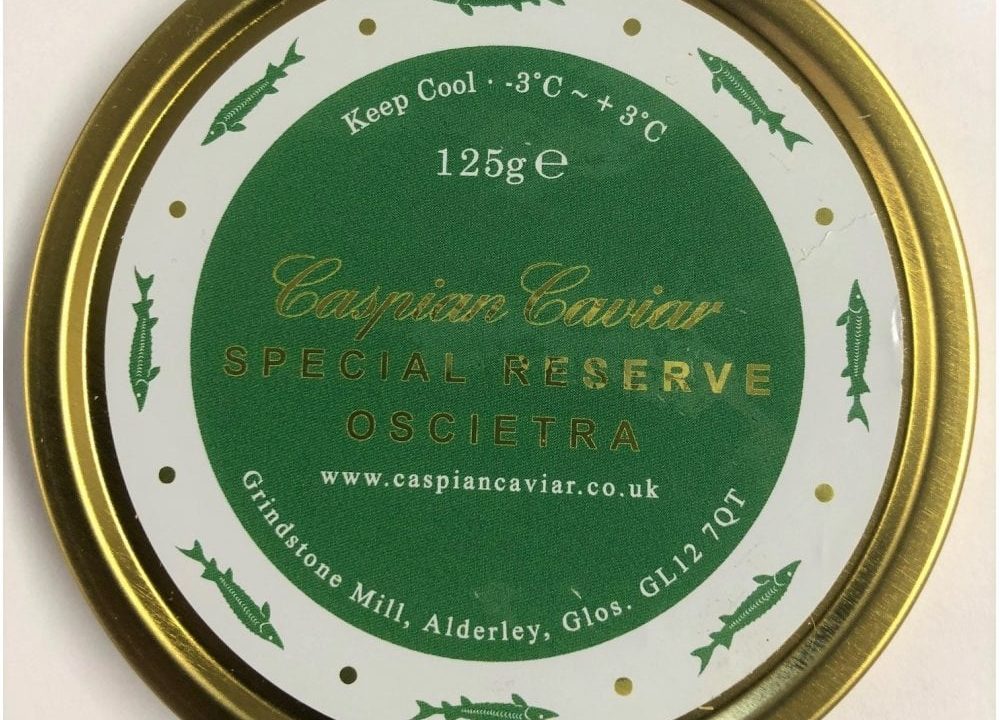 Keep Cool · -3°C ~ + 3°C
125g ℮
Caspian Caviar
SPECIAL RESERVE
OSCIETRA
www.caspiancaviar.co.uk
Grindstone Mill, Alderley, Glos. GL12 7QT